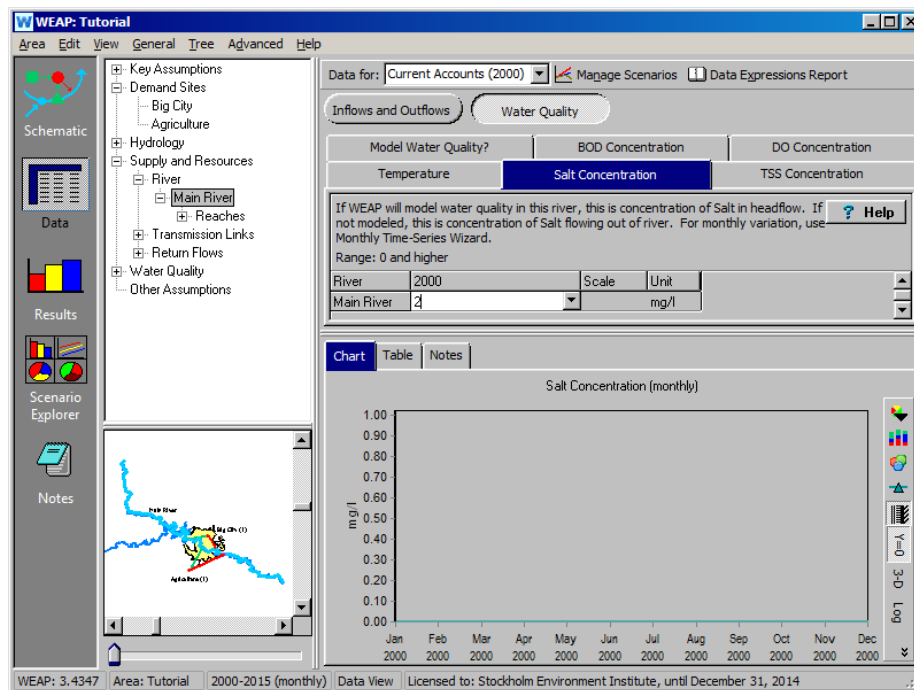 WEAP: Tutorial
Area Edit View General Tree Advanced Help
Schematic
Data
Results
Scenario
Explorer
Notes
Key Assumptions
Demand Sites
Big City
Agriculture
Hydrology
Supply and Resources
River
Main River
Reaches
Transmission Links
Return Flows
Water Quality
Other Assumptions
Main River
Big City (1)
Agriculture (1)
Data for: Current Accounts (2000) Manage Scenarios Data Expressions Report
Inflows and Outflows Water Quality
Model Water Quality? BOD Concentration DO Concentration
Temperature Salt Concentration TSS Concentration
If WEAP will model water quality in this river, this is concentration of Salt in headflow. If
not modeled, this is concentration of Salt flowing out of river. For monthly variation, use
Monthly Time-Series Wizard.
? Help
Range: 0 and higher
River 2000 Scale Unit
Main River 2 mg/l
Chart Table Notes
Salt Concentration (monthly)
mg/l
1.00
0.90
0.80
0.70
0.60
0.50
0.40
0.30
0.20
0.10
0.00
Jan Feb Mar Apr May Jun Jul Aug Sep Oct Nov Dec
2000 2000 2000 2000 2000 2000 2000 2000 2000 2000 2000 2000
Y=0
3-D
Log
WEAP: 3.4347 Area: Tutorial 2000-2015 (monthly) Data View Licensed to: Stockholm Environment Institute, until December 31, 2014